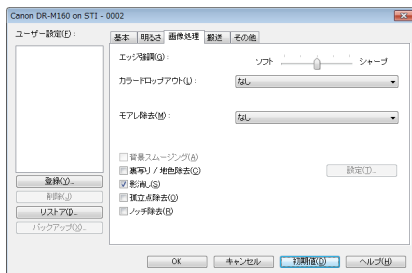 Canon DR-M160 on STI - 0002
ユーザー設定(F):
基本 明るさ 画像処理 搬送 その他
エッジ強調(G): ソフト シャープ
カラードロップアウト(L): なし
モアレ除去(M): なし
背景スムージング(A)
裏写り / 地色除去(C) 設定(T)...
影消し(S)
孤立点除去(O)
ノッチ除去(R)
登録(Y)...
削除(J)
リストア(I)...
バックアップ(X)...
OK キャンセル 初期値(D) ヘルプ(H)